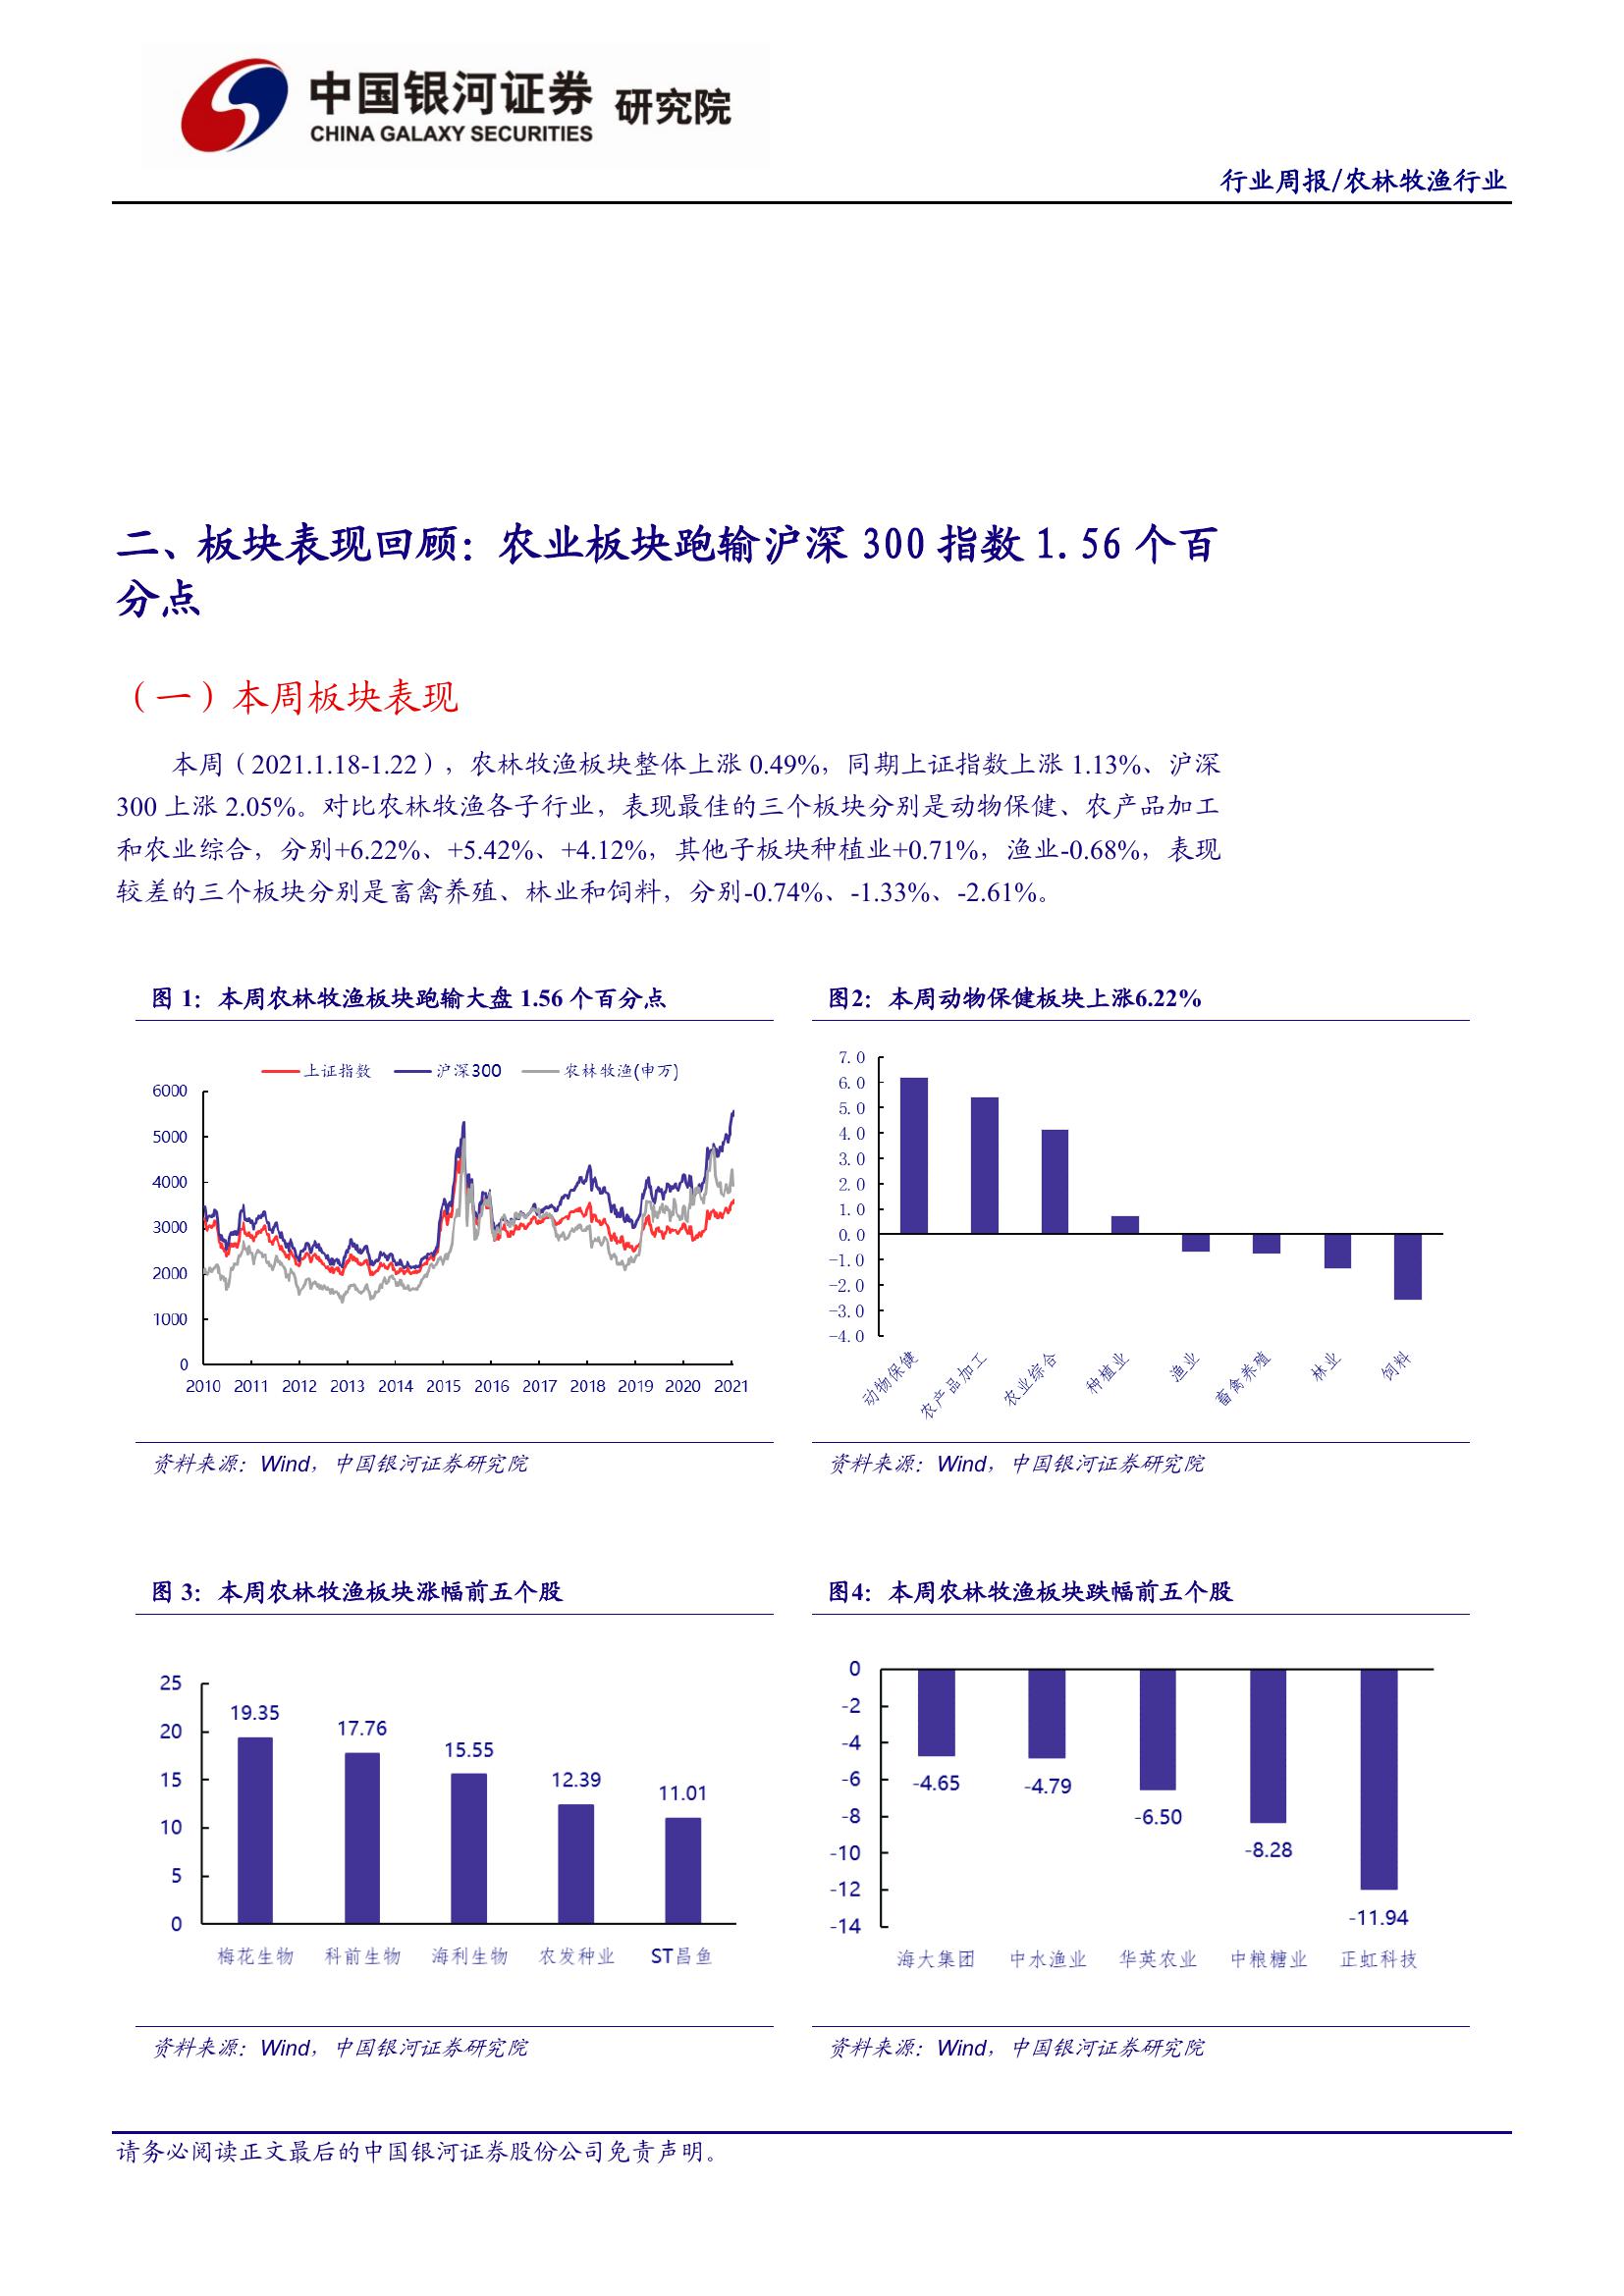 中国银河证券 研究院
CHINA GALAXY SECURITIES
行业周报/农林牧渔行业
二、板块表现回顾：农业板块跑输沪深 300 指数 1.56 个百
分点
（一）本周板块表现
本周（2021.1.18-1.22），农林牧渔板块整体上涨 0.49%，同期上证指数上涨 1.13%、沪深
300 上涨 2.05%。对比农林牧渔各子行业，表现最佳的三个板块分别是动物保健、农产品加工
和农业综合，分别+6.22%、+5.42%、+4.12%，其他子板块种植业+0.71%，渔业-0.68%，表现
较差的三个板块分别是畜禽养殖、林业和饲料，分别-0.74%、-1.33%、-2.61%。
图 1：本周农林牧渔板块跑输大盘 1.56 个百分点
上证指数 沪深300 农林牧渔(申万)
6000
5000
4000
3000
2000
1000
0
2010 2011 2012 2013 2014 2015 2016 2017 2018 2019 2020 2021
资料来源：Wind，中国银河证券研究院
图2：本周动物保健板块上涨6.22%
7.0
6.0
5.0
4.0
3.0
2.0
1.0
0.0
-1.0
-2.0
-3.0
-4.0
动物保健 农产品加工 农业综合 种植业 渔业 畜禽养殖 林业 饲料
资料来源：Wind，中国银河证券研究院
图 3：本周农林牧渔板块涨幅前五个股
25
20
15
10
5
0
19.35 17.76 15.55 12.39 11.01
梅花生物 科前生物 海利生物 农发种业 ST昌鱼
资料来源：Wind，中国银河证券研究院
图4：本周农林牧渔板块跌幅前五个股
0
-2
-4
-6
-8
-10
-12
-14
-4.65 -4.79 -6.50 -8.28 -11.94
海大集团 中水渔业 华英农业 中粮糖业 正虹科技
资料来源：Wind，中国银河证券研究院
请务必阅读正文最后的中国银河证券股份公司免责声明。